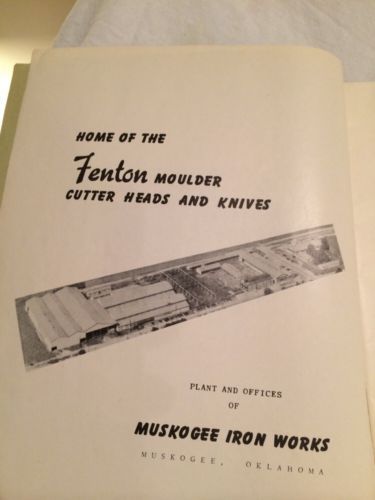 HOME OF THE
Fenton MOULDER
CUTTER HEADS AND KNIVES
PLANT AND OFFICES
OF
MUSKOGEE IRON WORKS
MUSKOGEE, OKLAHOMA